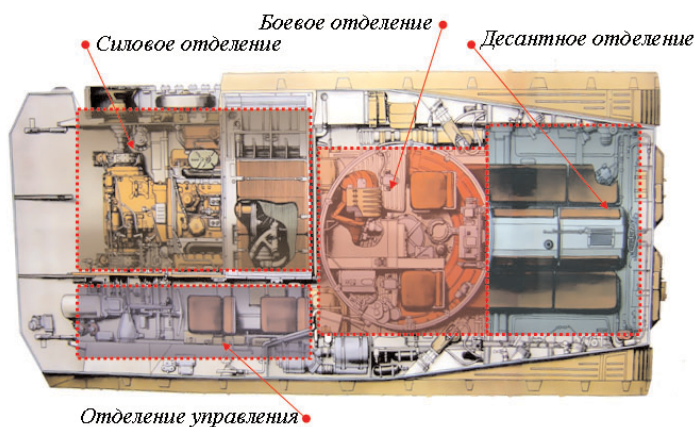 Боевое отделение
Силовое отделение
Десантное отделение
Отделение управления